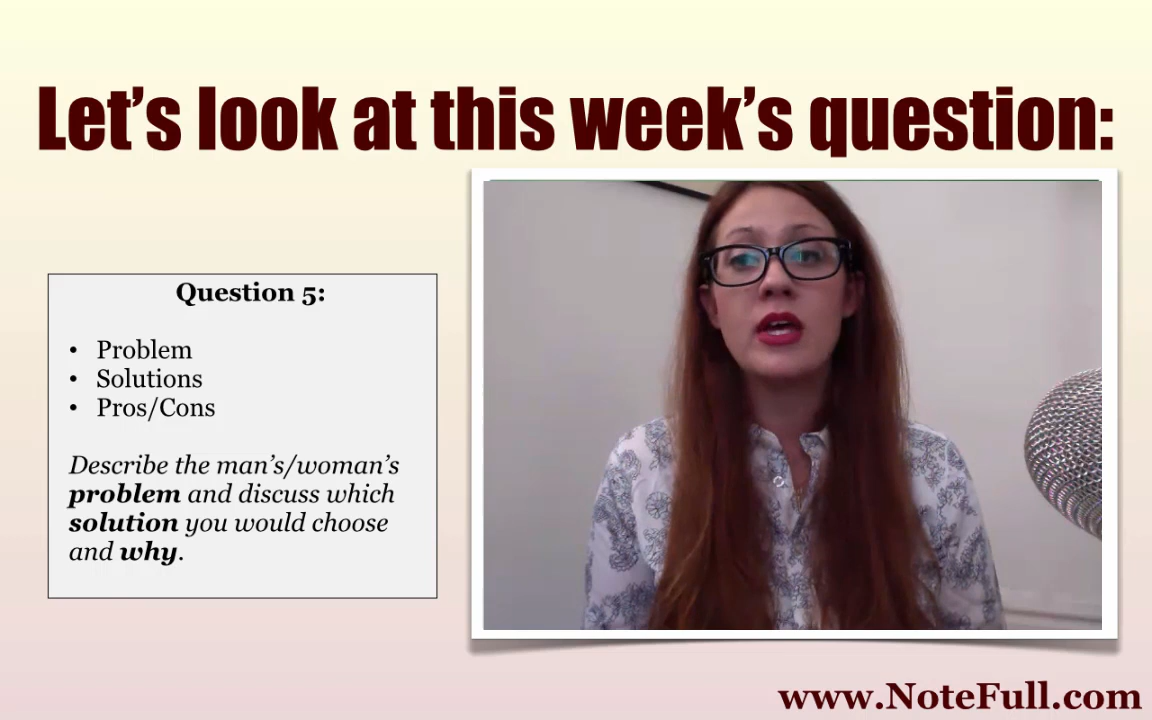 Let’s look at this week’s question:
Question 5:
• Problem
• Solutions
• Pros/Cons
Describe the man’s/woman’s
problem and discuss which
solution you would choose
and why.
www.NoteFull.com